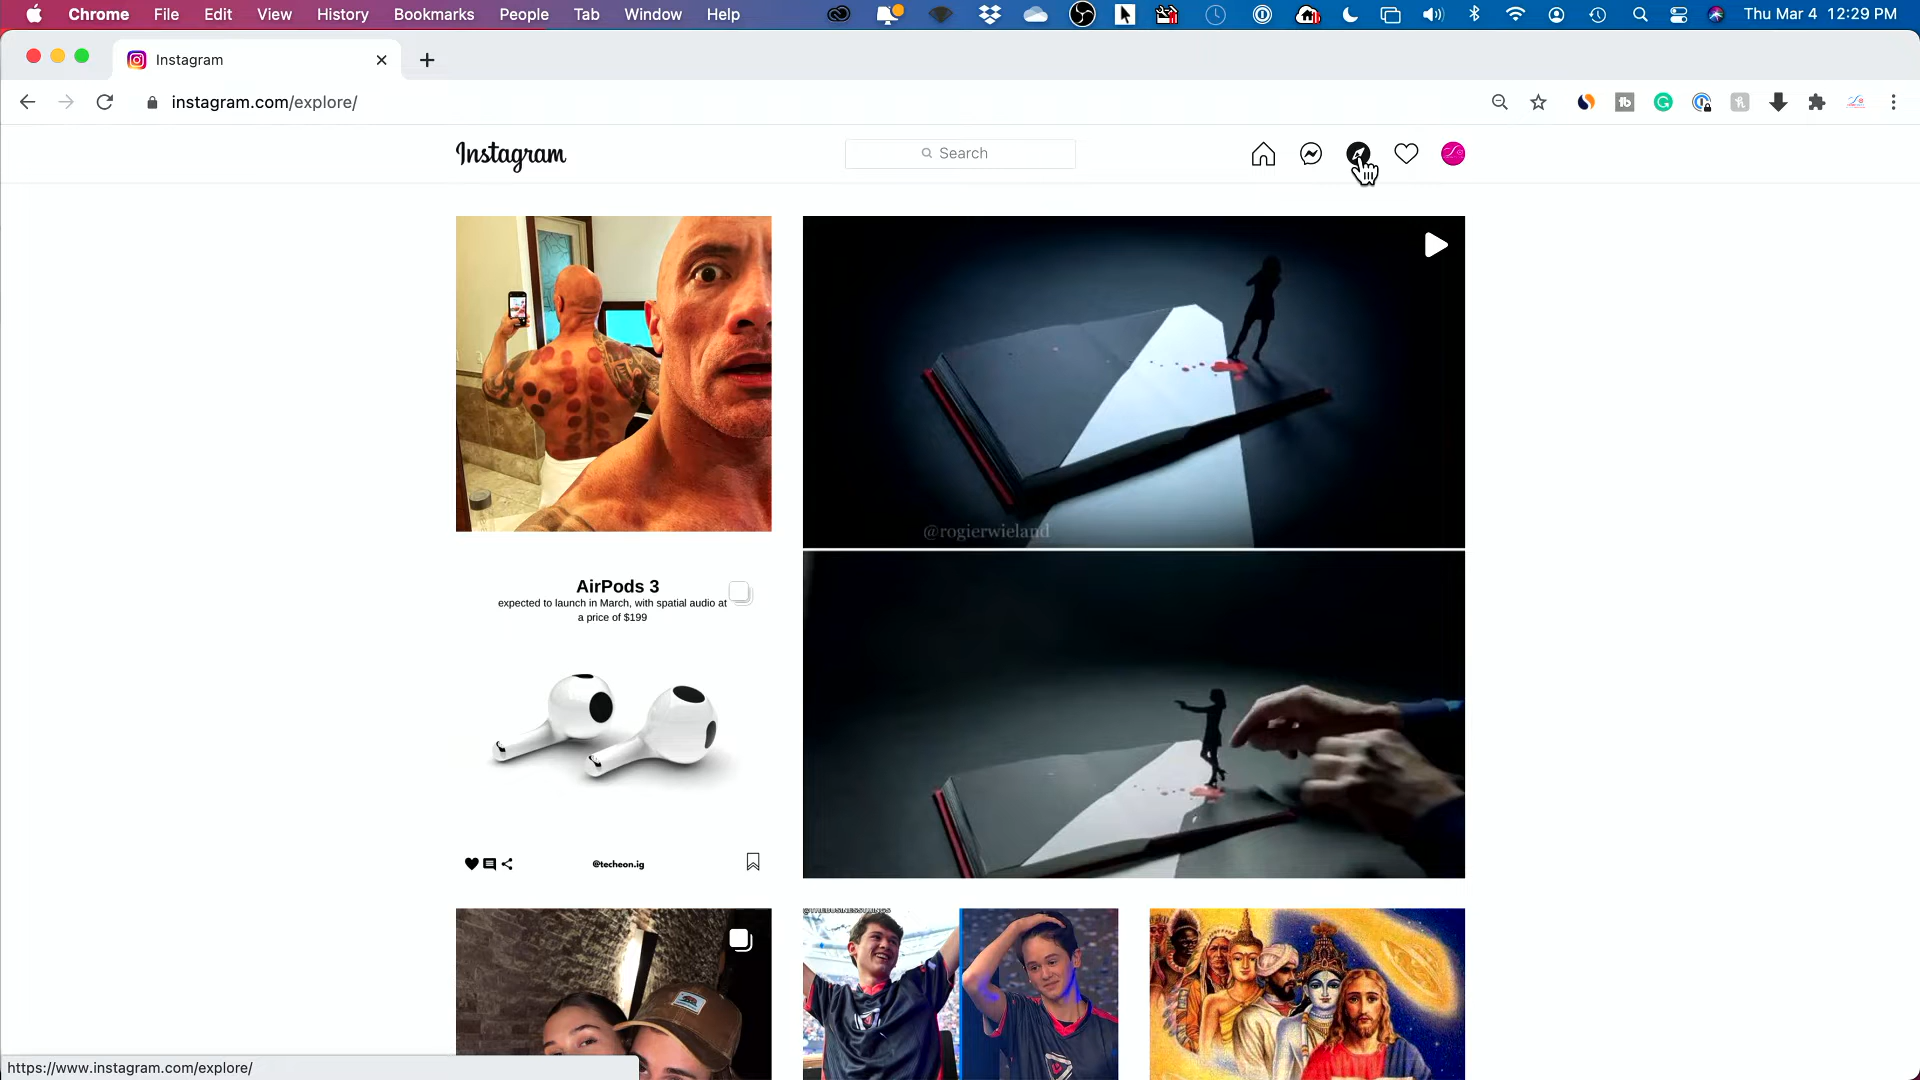 Chrome File Edit View History Bookmarks People Tab Window Help Thu Mar 4 12:29 PM
Instagram
instagram.com/explore/
Instagram
Search
@rogierwieland
AirPods 3
expected to launch in March, with spatial audio at
a price of $199
@techeon.ig
https://www.instagram.com/explore/